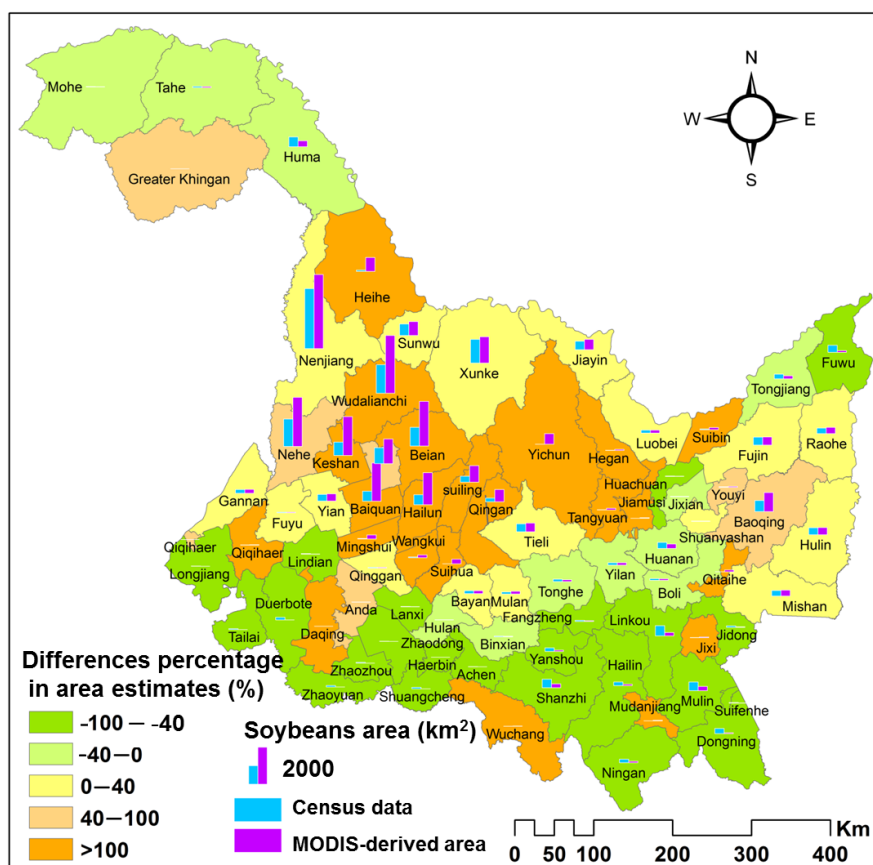 N
W E
S
Mohe
Tahe
Huma
Greater Khingan
Heihe
Nenjiang
Sunwu
Xunke
Jiayin
Fuwu
Tongjiang
Wudalianchi
Nehe
Keshan
Beian
Yichun
Luobei
Suibin
Fujin
Raohe
Hegan
Huachuan
Jiamusi
Jixian
Youyi
Baoqing
Shuanyashan
Gannan
Yian
Baiquan
Hailun
suiling
Qingan
Tangyuan
Fuyu
Tieli
Huanan
Hulin
Qiqihaer
Qiqihaer
Longjiang
Lindian
Mingshui
Wangkui
Suihua
Qinggan
Yilan
Boli
Qitaihe
Mishan
Tonghe
Bayan
Mulan
Fangzheng
Linkou
Jidong
Jixi
Duerbote
Anda
Lanxi
Hulan
Binxian
Tailai
Daqing
Zhaodong
Haerbin
Zhaozhou
Achen
Yanshou
Hailin
Zhaoyuan
Shuangcheng
Shanzhi
Mulin
Suifenhe
Mudanjiang
Wuchang
Dongning
Ningan
Differences percentage
in area estimates (%)
-100 — -40
-40—0
0—40
40—100
>100
Soybeans area (km²)
2000
Census data
MODIS-derived area
Km
0 50 100 200 300 400